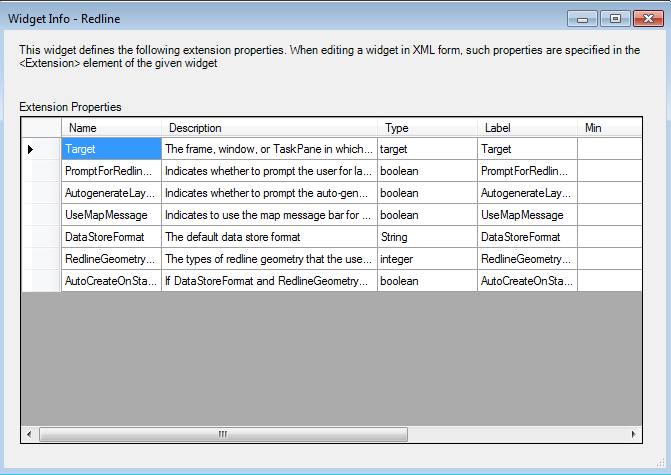 Widget Info - Redline
This widget defines the following extension properties. When editing a widget in XML form, such properties are specified in the
<Extension> element of the given widget
Extension Properties
Name Description Type Label Min
Target The frame, window, or TaskPane in which... target Target
PromptForRedlin... Indicates whether to prompt the user for la... boolean PromptForRedlin...
AutogenerateLay... Indicates whether to prompt the auto-gen... boolean AutogenerateLay...
UseMapMessage Indicates to use the map message bar for ... boolean UseMapMessage
DataStoreFormat The default data store format String DataStoreFormat
RedlineGeometry... The types of redline geometry that the use... integer RedlineGeometry...
AutoCreateOnSta... If DataStoreFormat and RedlineGeometry... boolean AutoCreateOnSta...